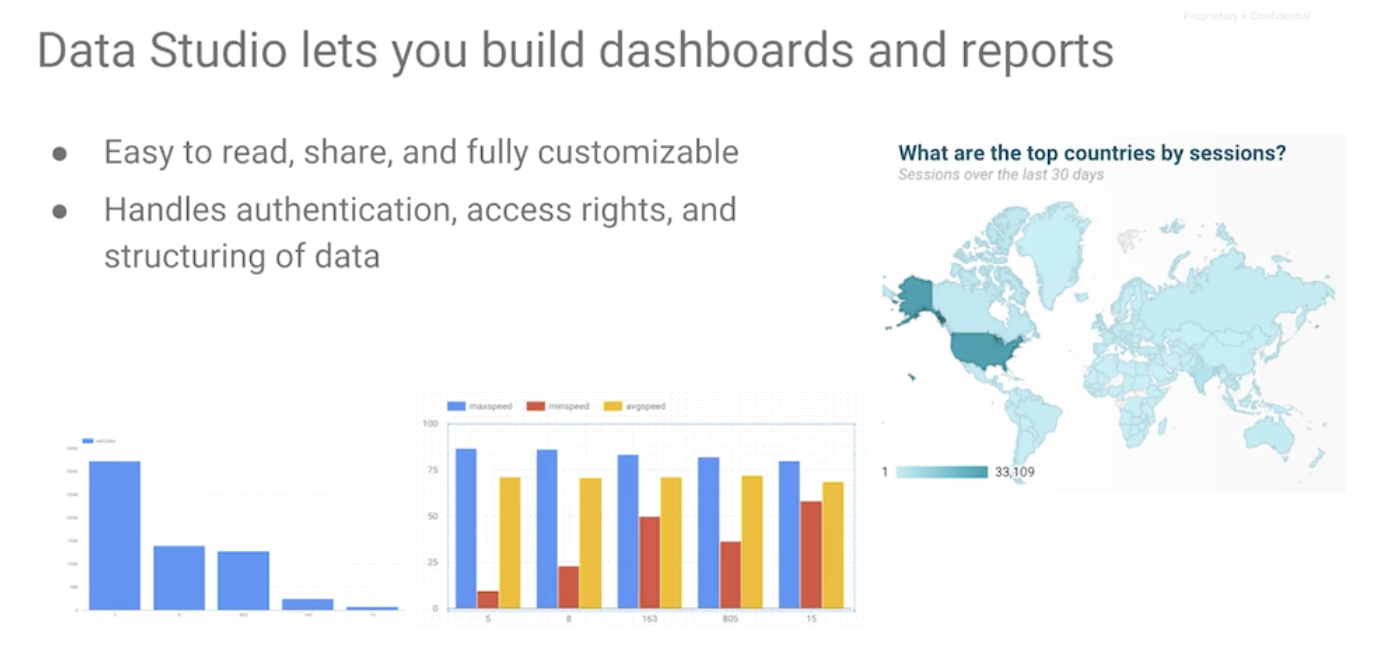 Proprietary + Confidential
Data Studio lets you build dashboards and reports
● Easy to read, share, and fully customizable
● Handles authentication, access rights, and
structuring of data
What are the top countries by sessions?
Sessions over the last 30 days
1 33,109
maxspeed minspeed avgspeed
100
75
50
25
0
5 8 163 805 15